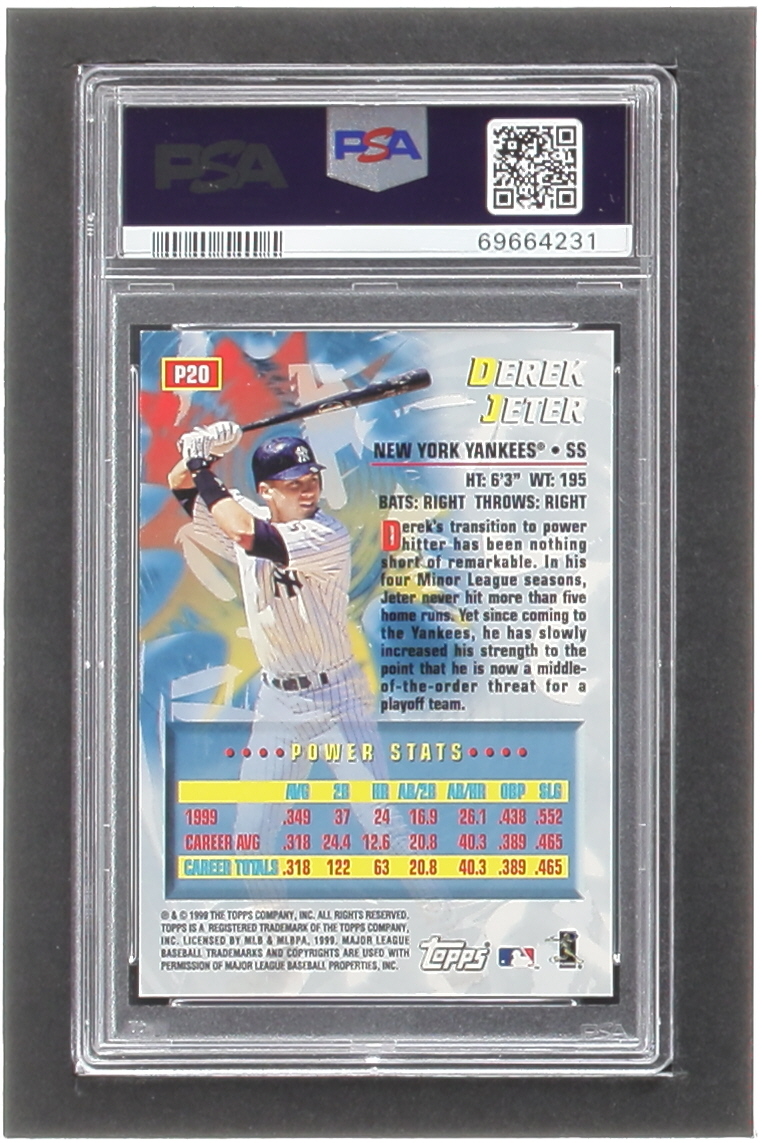 PSA
PSA
69664231
P20
DEREK
JETER
NEW YORK YANKEES® • SS
HT: 6'3" WT: 195
BATS: RIGHT THROWS: RIGHT
Derek's transition to power
hitter has been nothing
short of remarkable. In his
four Minor League seasons,
Jeter never hit more than five
home runs. Yet since coming to
the Yankees, he has slowly
increased his strength to the
point that he is now a middle-
of-the-order threat for a
playoff team.
•••• POWER STATS ••••
AVG 2B HR AB/2B AB/HR OBP SLG
1999 .349 37 24 16.9 26.1 .438 .552
CAREER AVG .318 24.4 12.6 20.8 40.3 .389 .465
CAREER TOTALS .318 122 63 20.8 40.3 .389 .465
® & © 1999 THE TOPPS COMPANY, INC. ALL RIGHTS RESERVED.
TOPPS IS A REGISTERED TRADEMARK OF THE TOPPS COMPANY,
INC. LICENSED BY MLB & MLBPA, 1999. MAJOR LEAGUE
BASEBALL TRADEMARKS AND COPYRIGHTS ARE USED WITH
PERMISSION OF MAJOR LEAGUE BASEBALL PROPERTIES, INC.
Topps
PSA